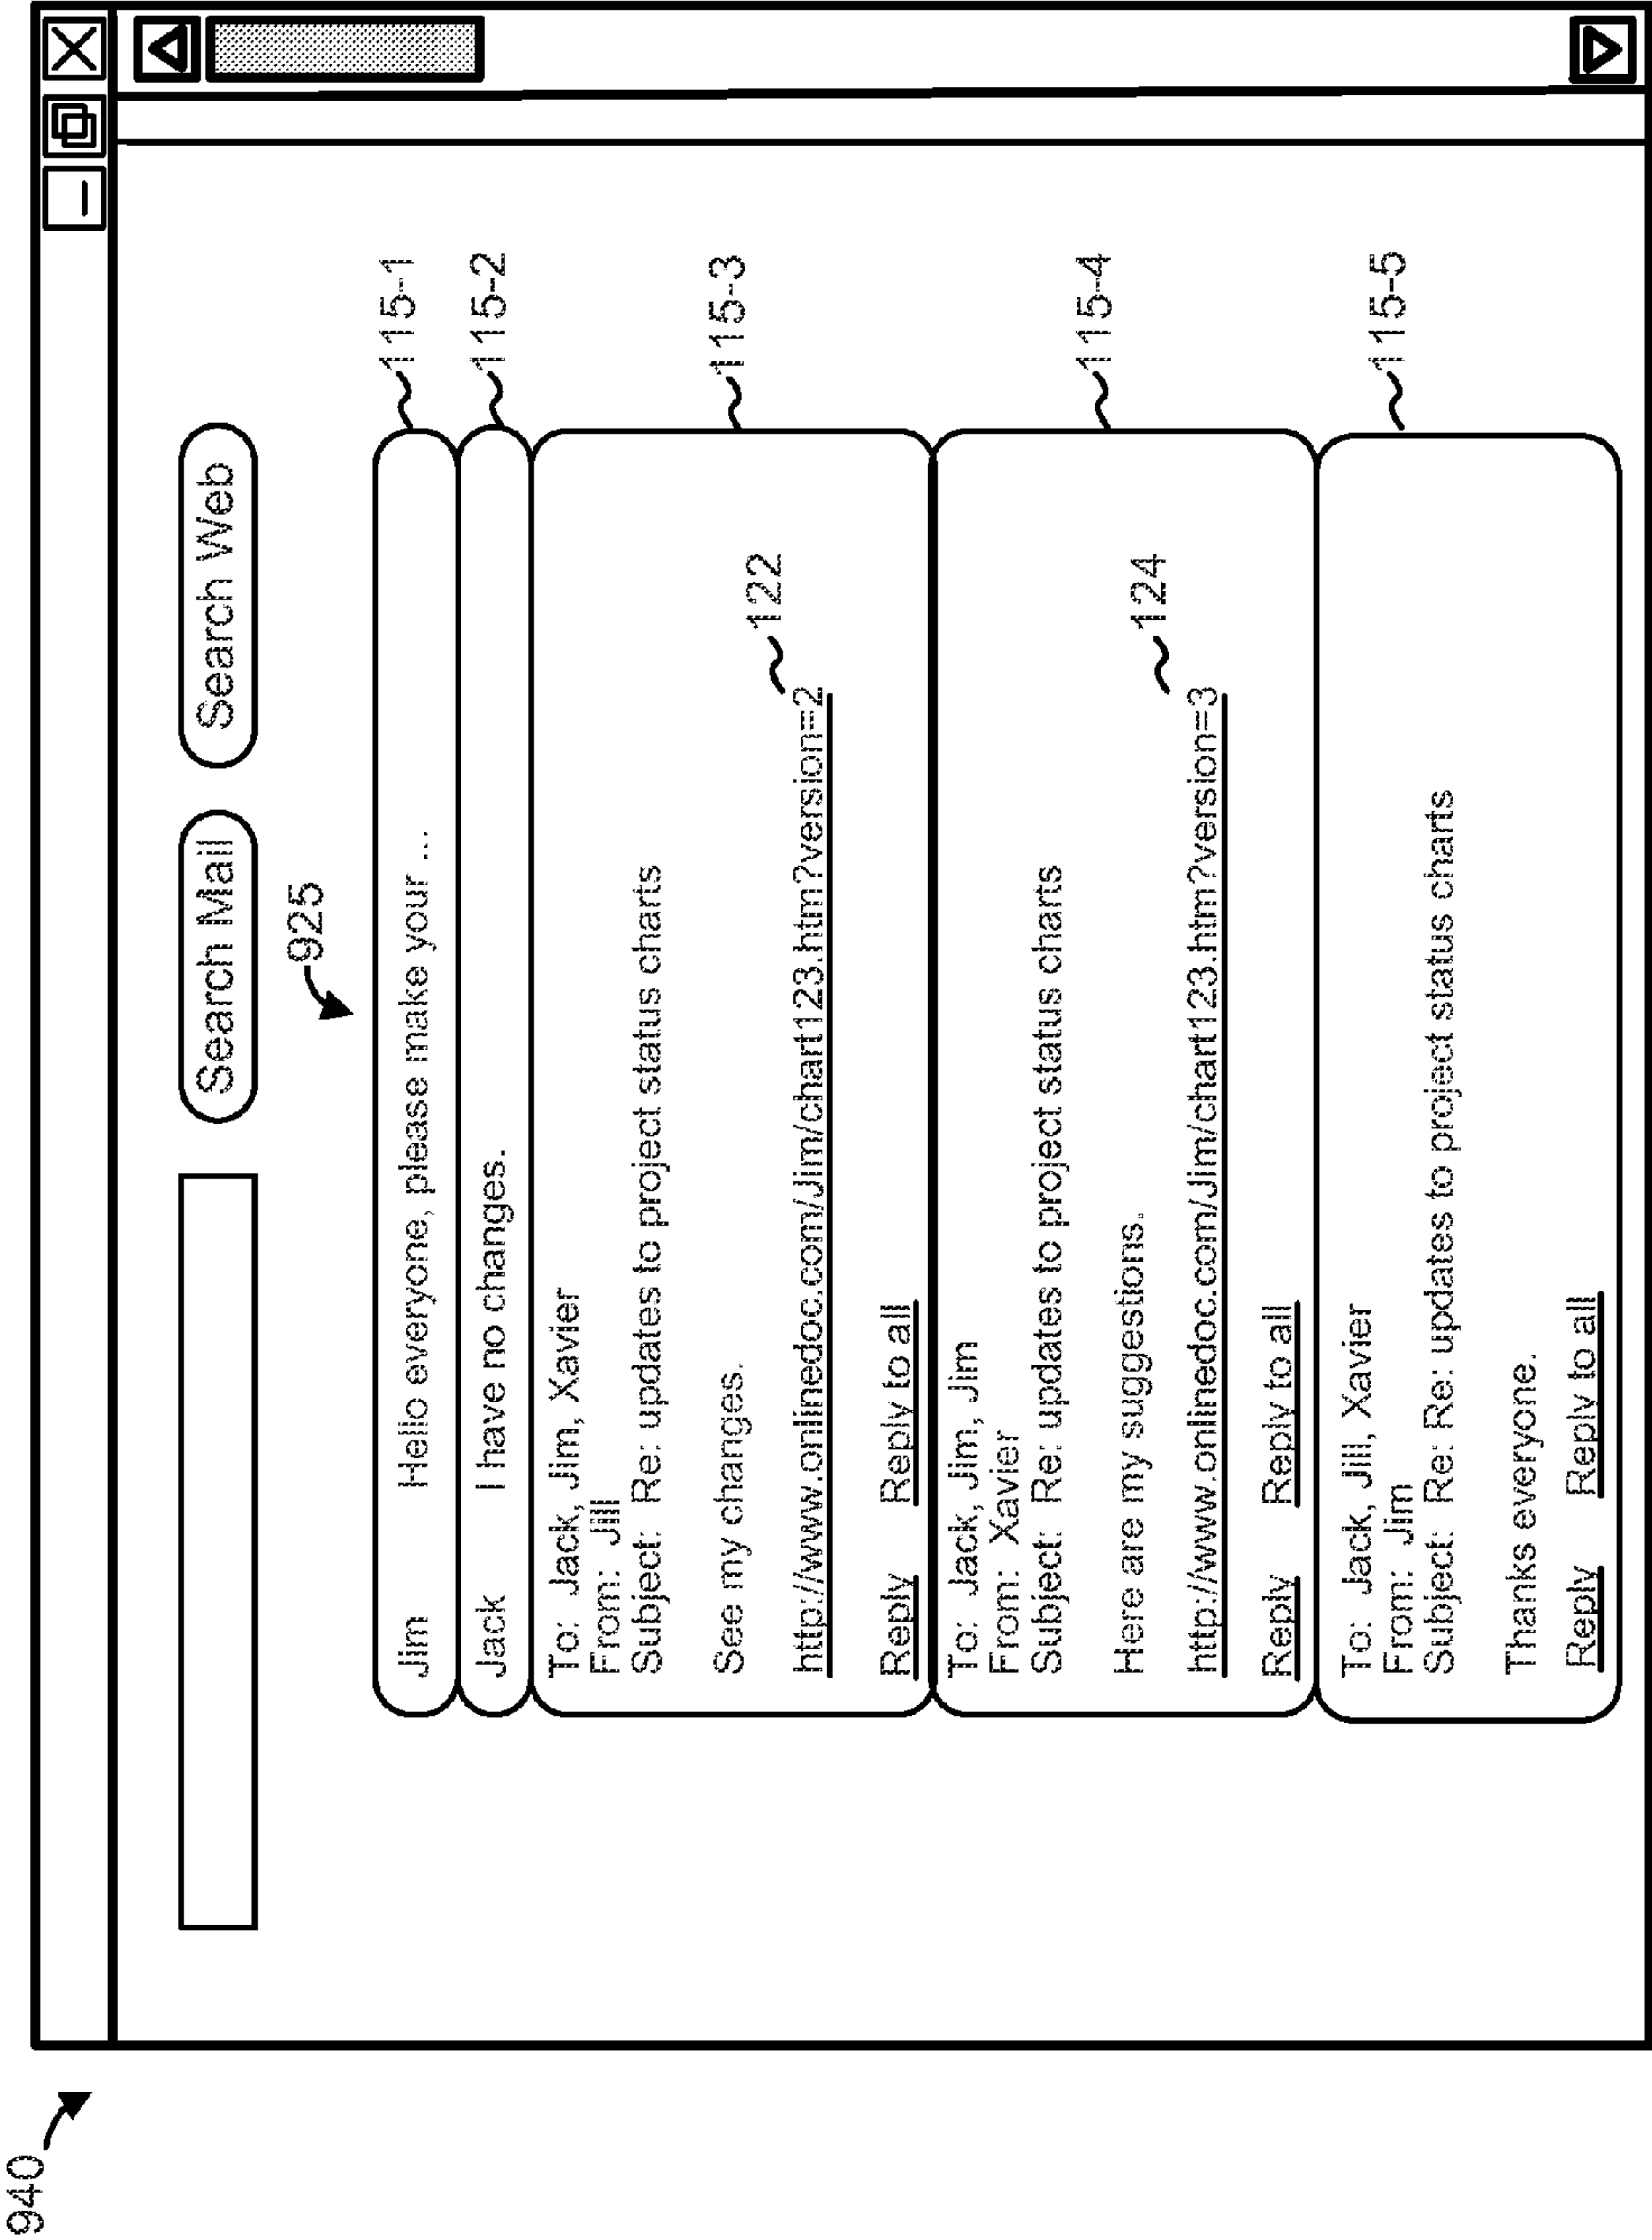 940
Search Mail Search Web
925
Jim Hello everyone, please make your ... 115-1
Jack I have no changes. 115-2
To: Jack, Jim, Xavier
From: Jill
Subject: Re: updates to project status charts
115-3
See my changes.
122
http://www.onlinedoc.com/Jim/chart123.htm?version=2
Reply Reply to all
To: Jack, Jim, Jim
From: Xavier
Subject: Re: updates to project status charts
115-4
Here are my suggestions.
124
http://www.onlinedoc.com/Jim/chart123.htm?version=3
Reply Reply to all
To: Jack, Jill, Xavier
From: Jim
115-5
Subject: Re: Re: updates to project status charts
Thanks everyone.
Reply Reply to all